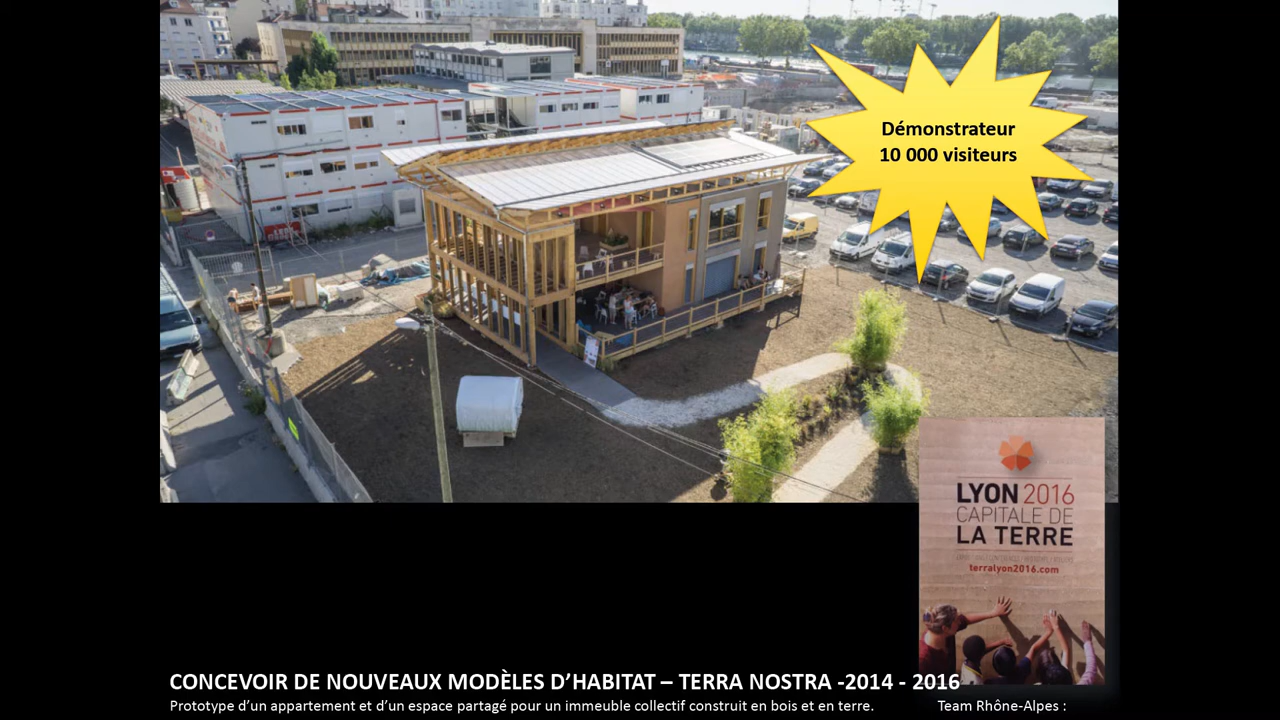 Démonstrateur
10 000 visiteurs
LYON 2016
CAPITALE DE
LA TERRE
terralyon2016.com
CONCEVOIR DE NOUVEAUX MODÈLES D’HABITAT – TERRA NOSTRA -2014 - 2016
Prototype d’un appartement et d’un espace partagé pour un immeuble collectif construit en bois et en terre. Team Rhône-Alpes :